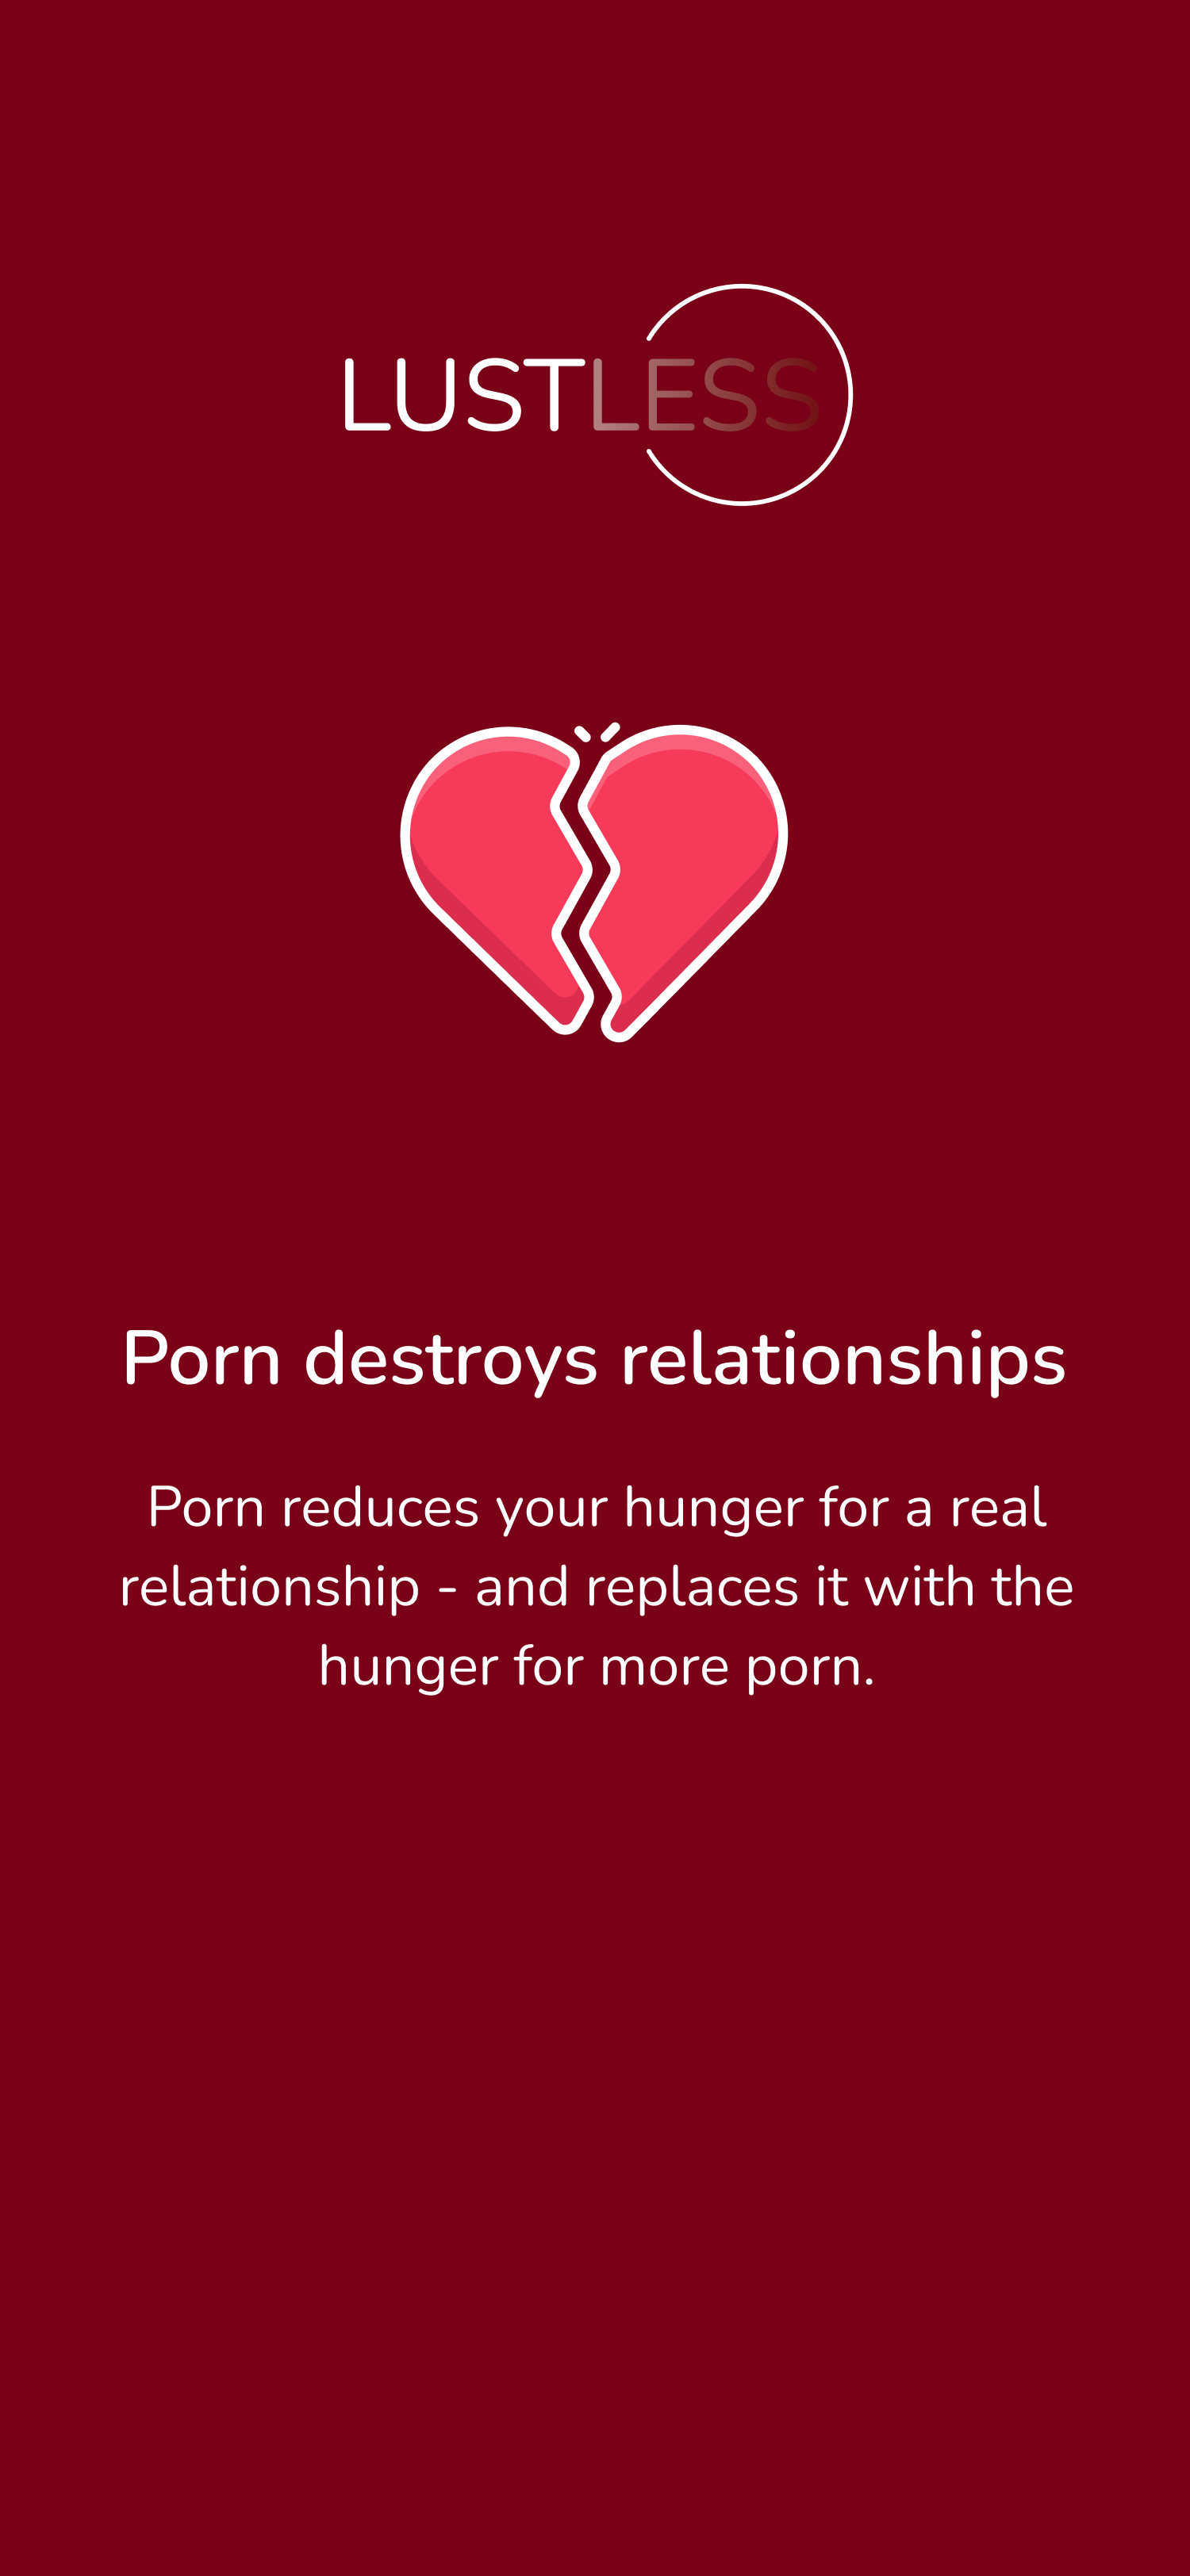 LUSTLESS
Porn destroys relationships
Porn reduces your hunger for a real
relationship - and replaces it with the
hunger for more porn.